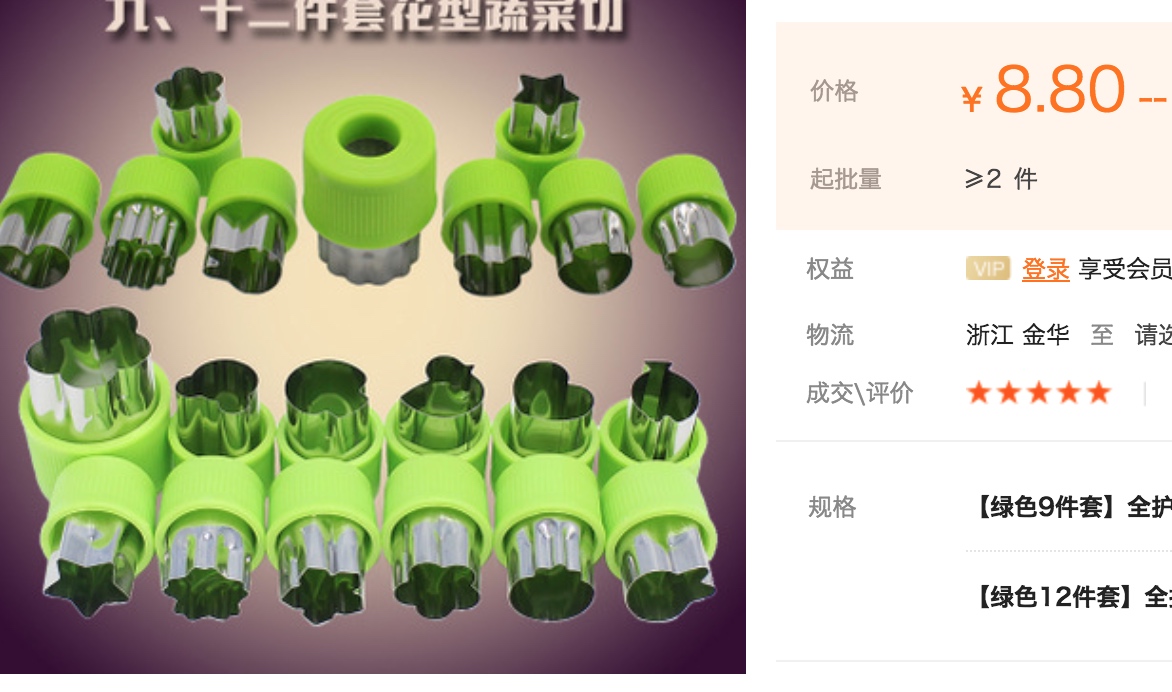 九、十二件套花型蔬菜切
价格
¥ 8.80 --
起批量
≥2 件
权益
VIP 登录 享受会员
物流
浙江 金华 至 请选
成交\评价
规格
【绿色9件套】全护
【绿色12件套】全